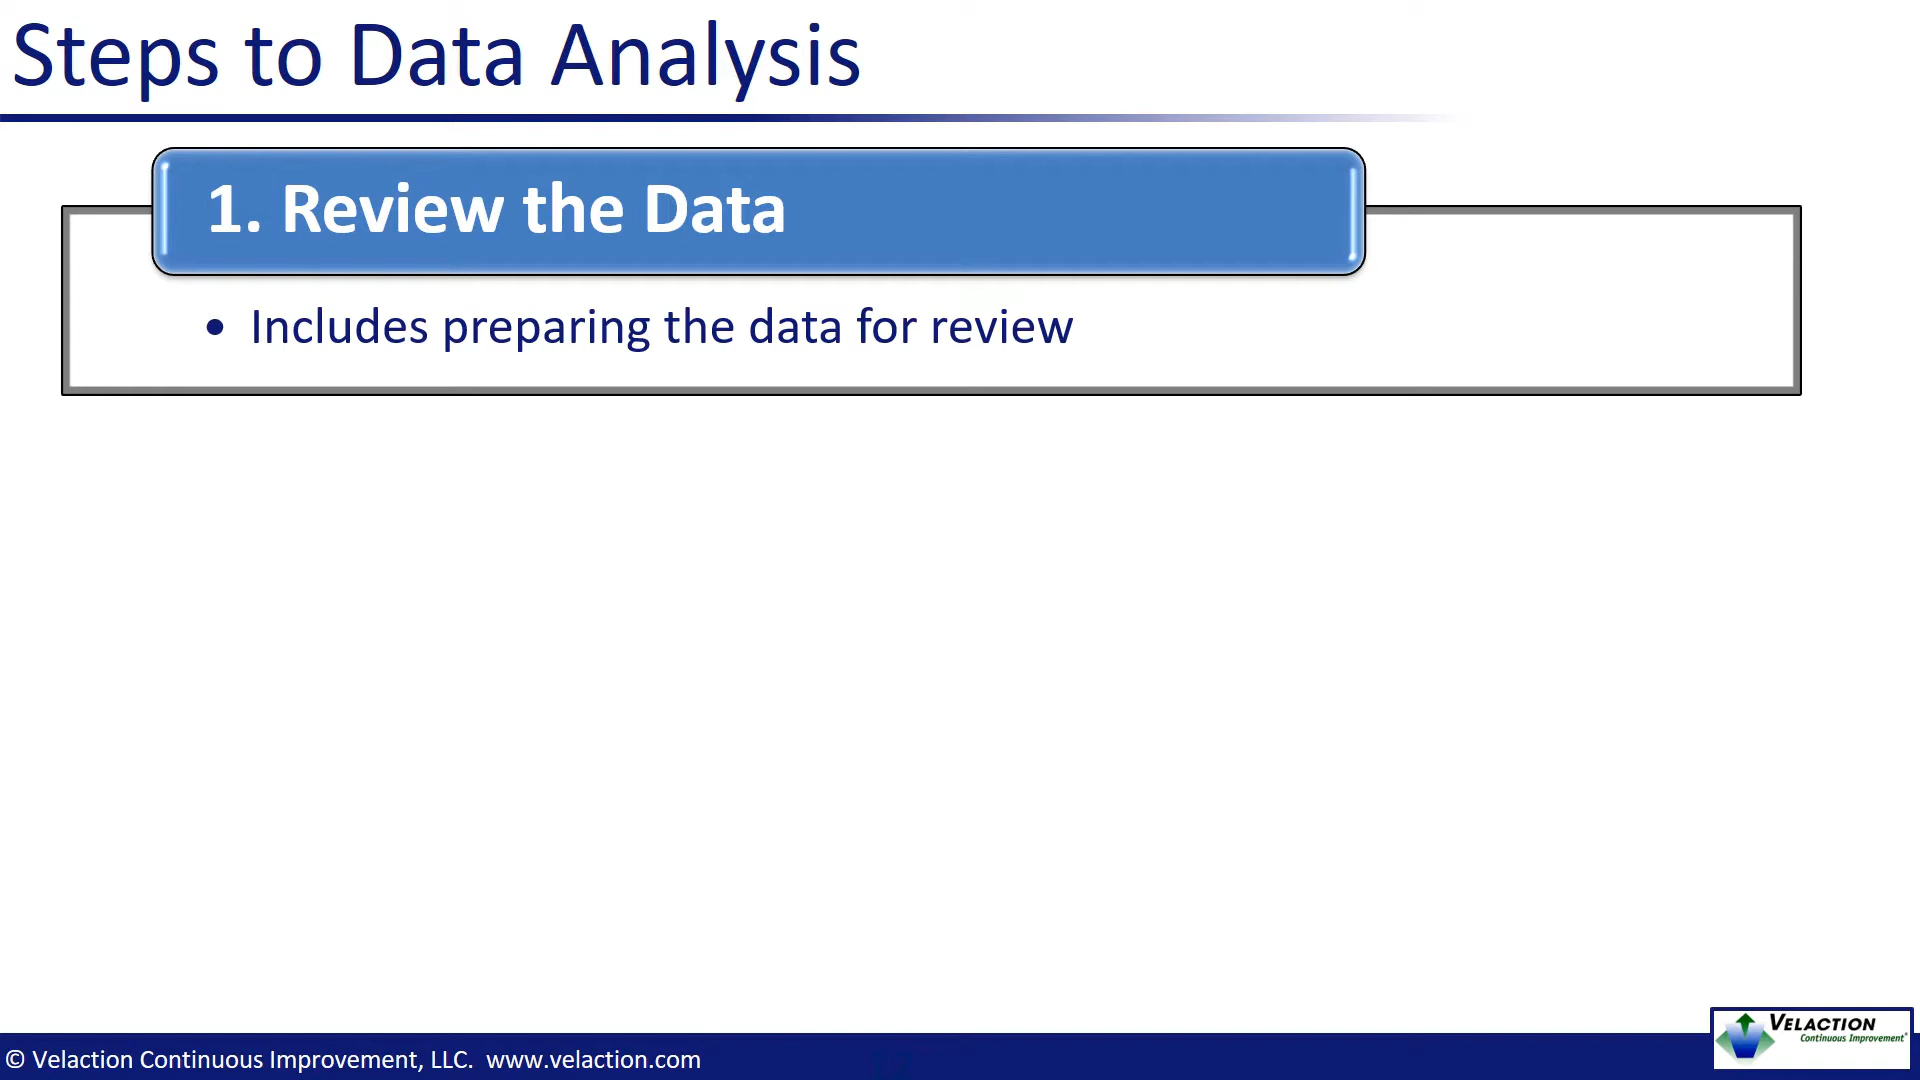 Steps to Data Analysis
1. Review the Data
• Includes preparing the data for review
© Velaction Continuous Improvement, LLC. www.velaction.com
VELACTION
Continuous Improvement